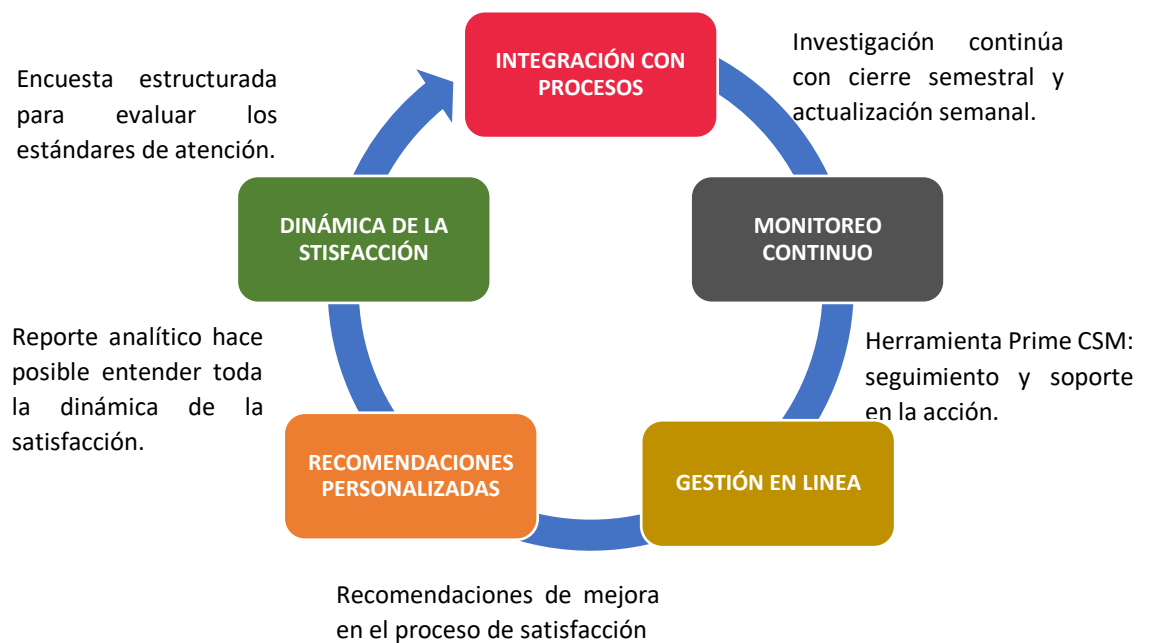 INTEGRACIÓN CON
PROCESOS
Investigación continúa
con cierre semestral y
actualización semanal.
Encuesta estructurada
para evaluar los
estándares de atención.
DINÁMICA DE LA
STISFACCIÓN
MONITOREO
CONTINUO
Reporte analítico hace
posible entender toda
la dinámica de la
satisfacción.
Herramienta Prime CSM:
seguimiento y soporte
en la acción.
RECOMENDACIONES
PERSONALIZADAS
GESTIÓN EN LINEA
Recomendaciones de mejora
en el proceso de satisfacción